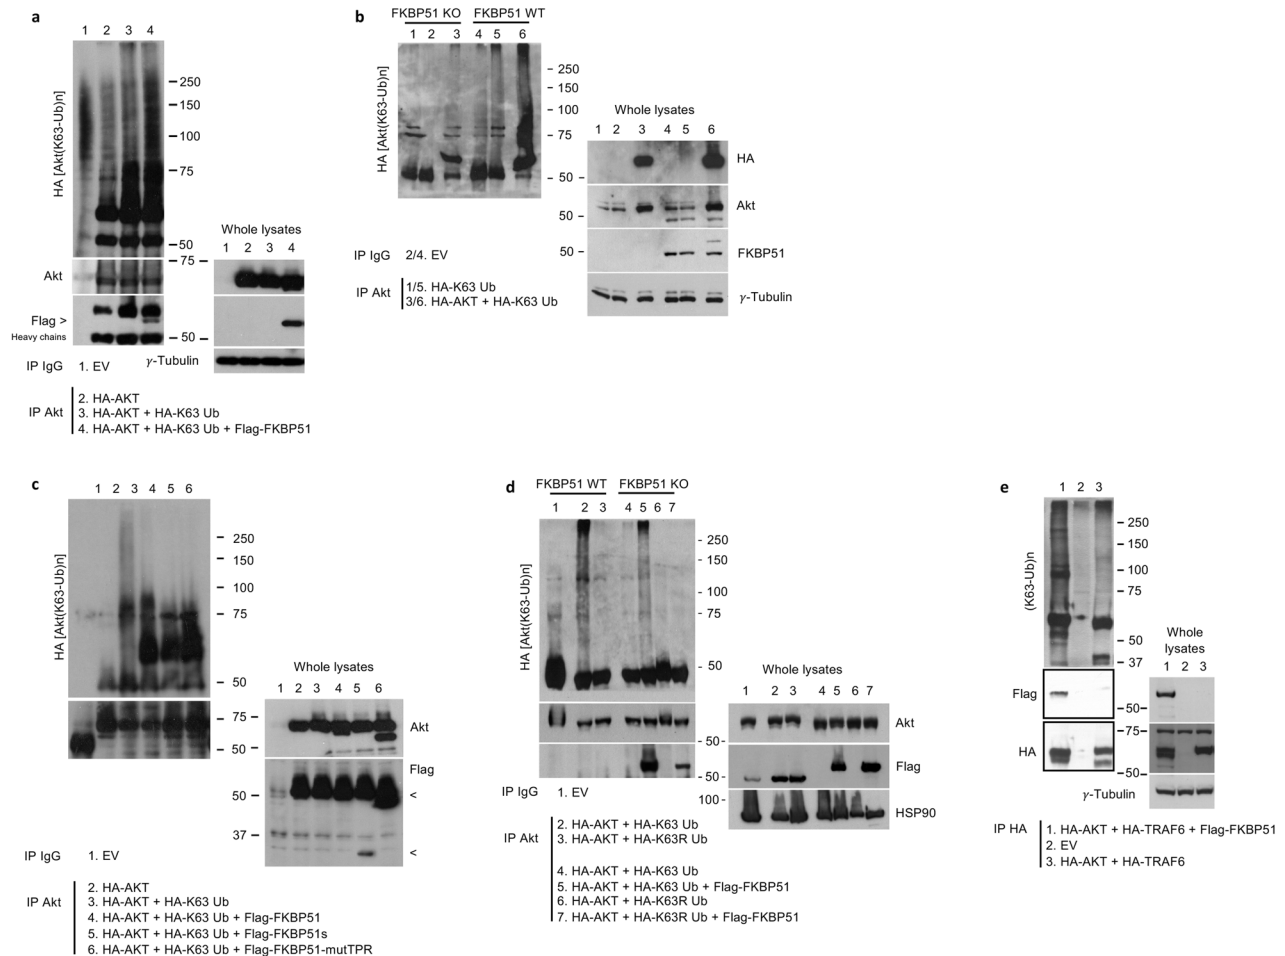 a
1 2 3 4
HA [Akt(K63-Ub)n]
250
150
100
75
50
Akt
75
Flag >
Heavy chains
50
Whole lysates
1 2 3 4
γ-Tubulin
IP IgG 1. EV
IP Akt
2. HA-AKT
3. HA-AKT + HA-K63 Ub
4. HA-AKT + HA-K63 Ub + Flag-FKBP51
b
FKBP51 KO FKBP51 WT
1 2 3 4 5 6
HA [Akt(K63-Ub)n]
250
150
100
75
50
Whole lysates
1 2 3 4 5 6
HA
50
Akt
50
FKBP51
γ-Tubulin
IP IgG 2/4. EV
IP Akt
1/5. HA-K63 Ub
3/6. HA-AKT + HA-K63 Ub
c
1 2 3 4 5 6
HA [Akt(K63-Ub)n]
250
150
100
75
50
75
50
Whole lysates
1 2 3 4 5 6
Akt
Flag
50
<
37
<
IP IgG 1. EV
IP Akt
2. HA-AKT
3. HA-AKT + HA-K63 Ub
4. HA-AKT + HA-K63 Ub + Flag-FKBP51
5. HA-AKT + HA-K63 Ub + Flag-FKBP51s
6. HA-AKT + HA-K63 Ub + Flag-FKBP51-mutTPR
d
FKBP51 WT FKBP51 KO
1 2 3 4 5 6 7
HA [Akt(K63-Ub)n]
250
150
100
75
50
Whole lysates
1 2 3 4 5 6 7
Akt
50
Flag
50
100
HSP90
IP IgG 1. EV
IP Akt
2. HA-AKT + HA-K63 Ub
3. HA-AKT + HA-K63R Ub
4. HA-AKT + HA-K63 Ub
5. HA-AKT + HA-K63 Ub + Flag-FKBP51
6. HA-AKT + HA-K63R Ub
7. HA-AKT + HA-K63R Ub + Flag-FKBP51
e
1 2 3
(K63-Ub)n
250
150
100
75
50
37
Whole
lysates
1 2 3
Flag
50
75
HA
50
γ-Tubulin
IP HA
1. HA-AKT + HA-TRAF6 + Flag-FKBP51
2. EV
3. HA-AKT + HA-TRAF6